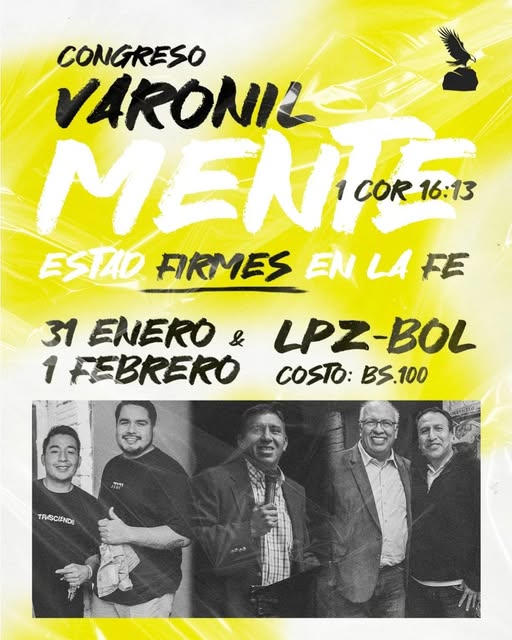 CONGRESO
VARONIL
MENTE
1 COR 16:13
ESTAD FIRMES EN LA FE
31 ENERO &
1 FEBRERO
LPZ-BOL
COSTO: BS.100
TRASCIENDE